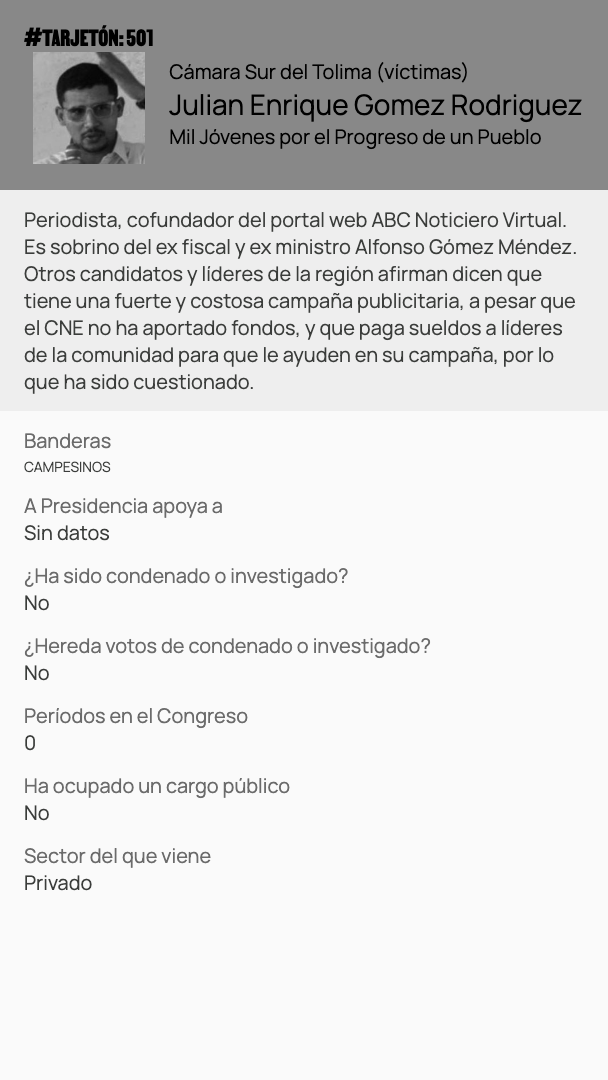 #TARJETÓN: 501
Cámara Sur del Tolima (víctimas)
Julian Enrique Gomez Rodriguez
Mil Jóvenes por el Progreso de un Pueblo
Periodista, cofundador del portal web ABC Noticiero Virtual.
Es sobrino del ex fiscal y ex ministro Alfonso Gómez Méndez.
Otros candidatos y líderes de la región afirman dicen que
tiene una fuerte y costosa campaña publicitaria, a pesar que
el CNE no ha aportado fondos, y que paga sueldos a líderes
de la comunidad para que le ayuden en su campaña, por lo
que ha sido cuestionado.
Banderas
CAMPESINOS
A Presidencia apoya a
Sin datos
¿Ha sido condenado o investigado?
No
¿Hereda votos de condenado o investigado?
No
Períodos en el Congreso
0
Ha ocupado un cargo público
No
Sector del que viene
Privado